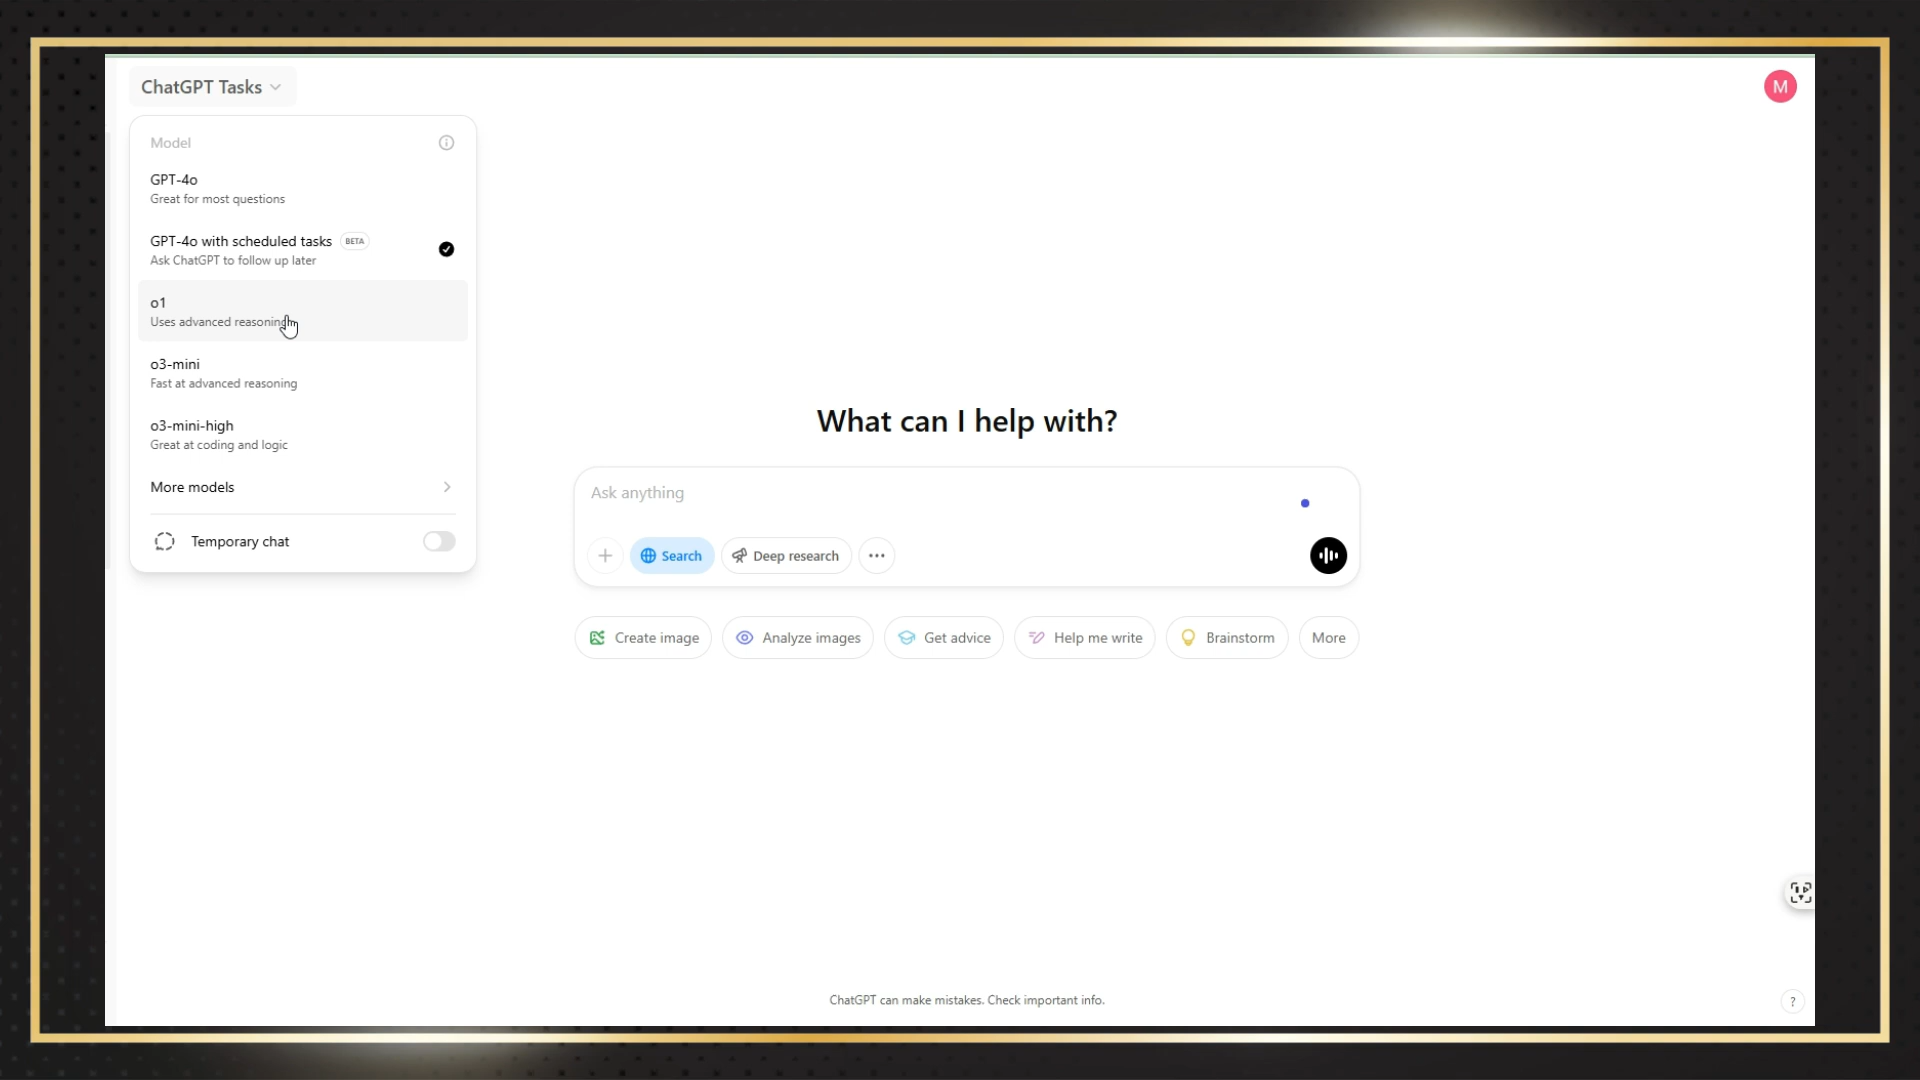 ChatGPT Tasks
M
Model
GPT-4o
Great for most questions
GPT-4o with scheduled tasks BETA
Ask ChatGPT to follow up later
o1
Uses advanced reasoning
o3-mini
Fast at advanced reasoning
o3-mini-high
Great at coding and logic
More models
Temporary chat
What can I help with?
Ask anything
Search
Deep research
Create image
Analyze images
Get advice
Help me write
Brainstorm
More
ChatGPT can make mistakes. Check important info.
?